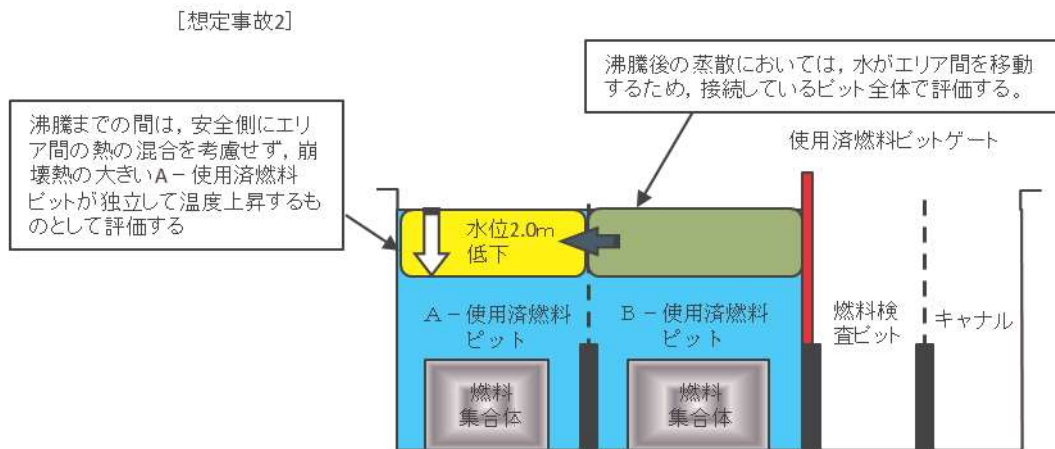 [想定事故2]
沸騰後の蒸散においては，水がエリア間を移動
するため，接続しているピット全体で評価する。
沸騰までの間は，安全側にエリ
ア間の熱の混合を考慮せず，崩
壊熱の大きいA－使用済燃料
ピットが独立して温度上昇するも
のとして評価する
使用済燃料ピットゲート
水位2.0m
低下
A－使用済燃料
ピット
B－使用済燃料
ピット
燃料検
査ピット
キャナル
燃料
集合体
燃料
集合体